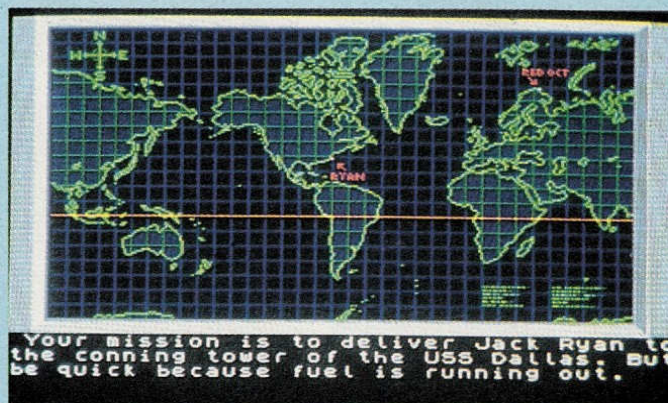 N
W E
S
RED OCT
RYAN
Your mission is to deliver Jack Ryan to
the conning tower of the USS Dallas. But
be quick because fuel is running out.